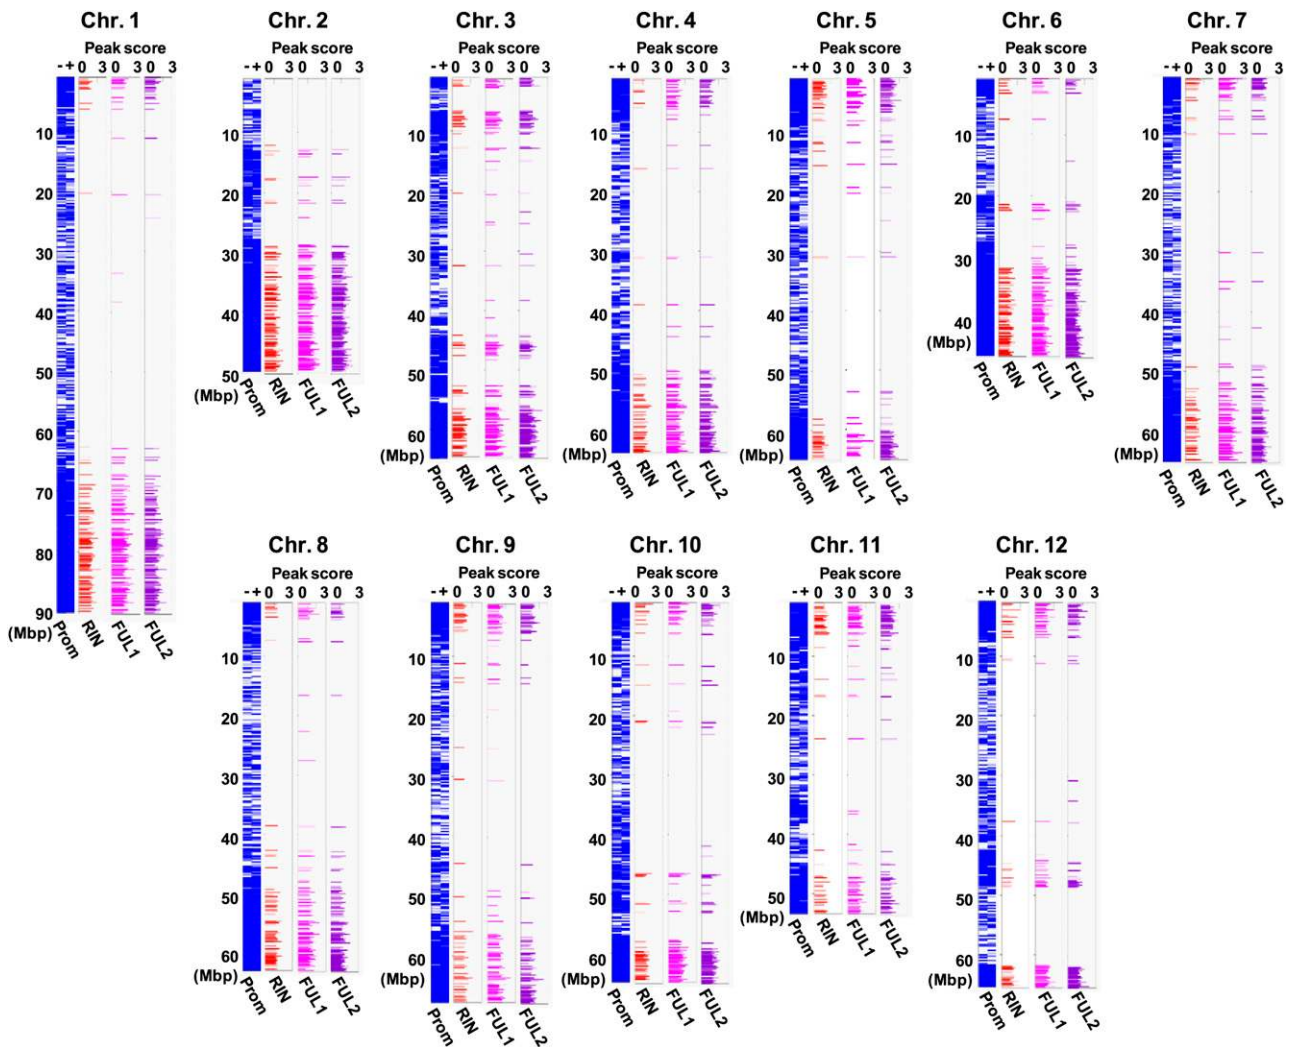 Chr. 1 Chr. 2 Chr. 3 Chr. 4 Chr. 5 Chr. 6 Chr. 7
Peak score Peak score Peak score Peak score Peak score Peak score Peak score
- + 0 3 0 3 0 3 - + 0 3 0 3 0 3 - + 0 3 0 3 0 3 - + 0 3 0 3 0 3 - + 0 3 0 3 0 3 - + 0 3 0 3 0 3 - + 0 3 0 3 0 3
10 10 10 10 10 10 10
20 20 20 20 20 20 20
30 30 30 30 30 30 30
40 40 40 40 40 40 40
(Mbp)
50 50 50 50 50 50
(Mbp)
Prom RIN FUL1 FUL2
Prom RIN FUL1 FUL2
60 60 60 60 60
(Mbp) (Mbp) (Mbp) (Mbp)
Prom RIN FUL1 FUL2 Prom RIN FUL1 FUL2 Prom RIN FUL1 FUL2 Prom RIN FUL1 FUL2
70
80
90
(Mbp)
Prom RIN FUL1 FUL2
Chr. 8 Chr. 9 Chr. 10 Chr. 11 Chr. 12
Peak score Peak score Peak score Peak score Peak score
- + 0 3 0 3 0 3 - + 0 3 0 3 0 3 - + 0 3 0 3 0 3 - + 0 3 0 3 0 3 - + 0 3 0 3 0 3
10 10 10 10 10
20 20 20 20 20
30 30 30 30 30
40 40 40 40 40
50 50 50 50 50
(Mbp)
Prom RIN FUL1 FUL2
60 60 60 60
(Mbp) (Mbp) (Mbp) (Mbp)
Prom RIN FUL1 FUL2 Prom RIN FUL1 FUL2 Prom RIN FUL1 FUL2 Prom RIN FUL1 FUL2